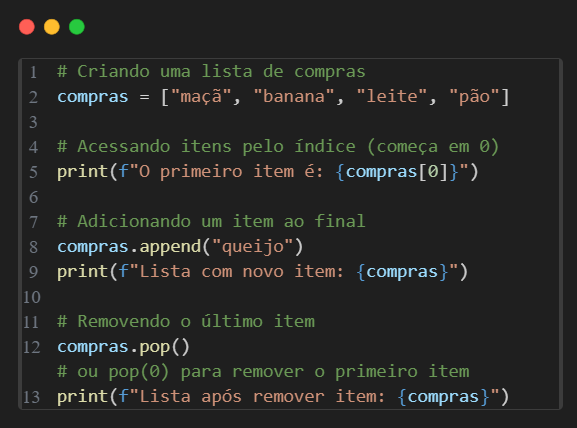 1 # Criando uma lista de compras
2 compras = ["maçã", "banana", "leite", "pão"]
3
4 # Acessando itens pelo índice (começa em 0)
5 print(f"O primeiro item é: {compras[0]}")
6
7 # Adicionando um item ao final
8 compras.append("queijo")
9 print(f"Lista com novo item: {compras}")
10
11 # Removendo o último item
12 compras.pop()
# ou pop(0) para remover o primeiro item
13 print(f"Lista após remover item: {compras}")